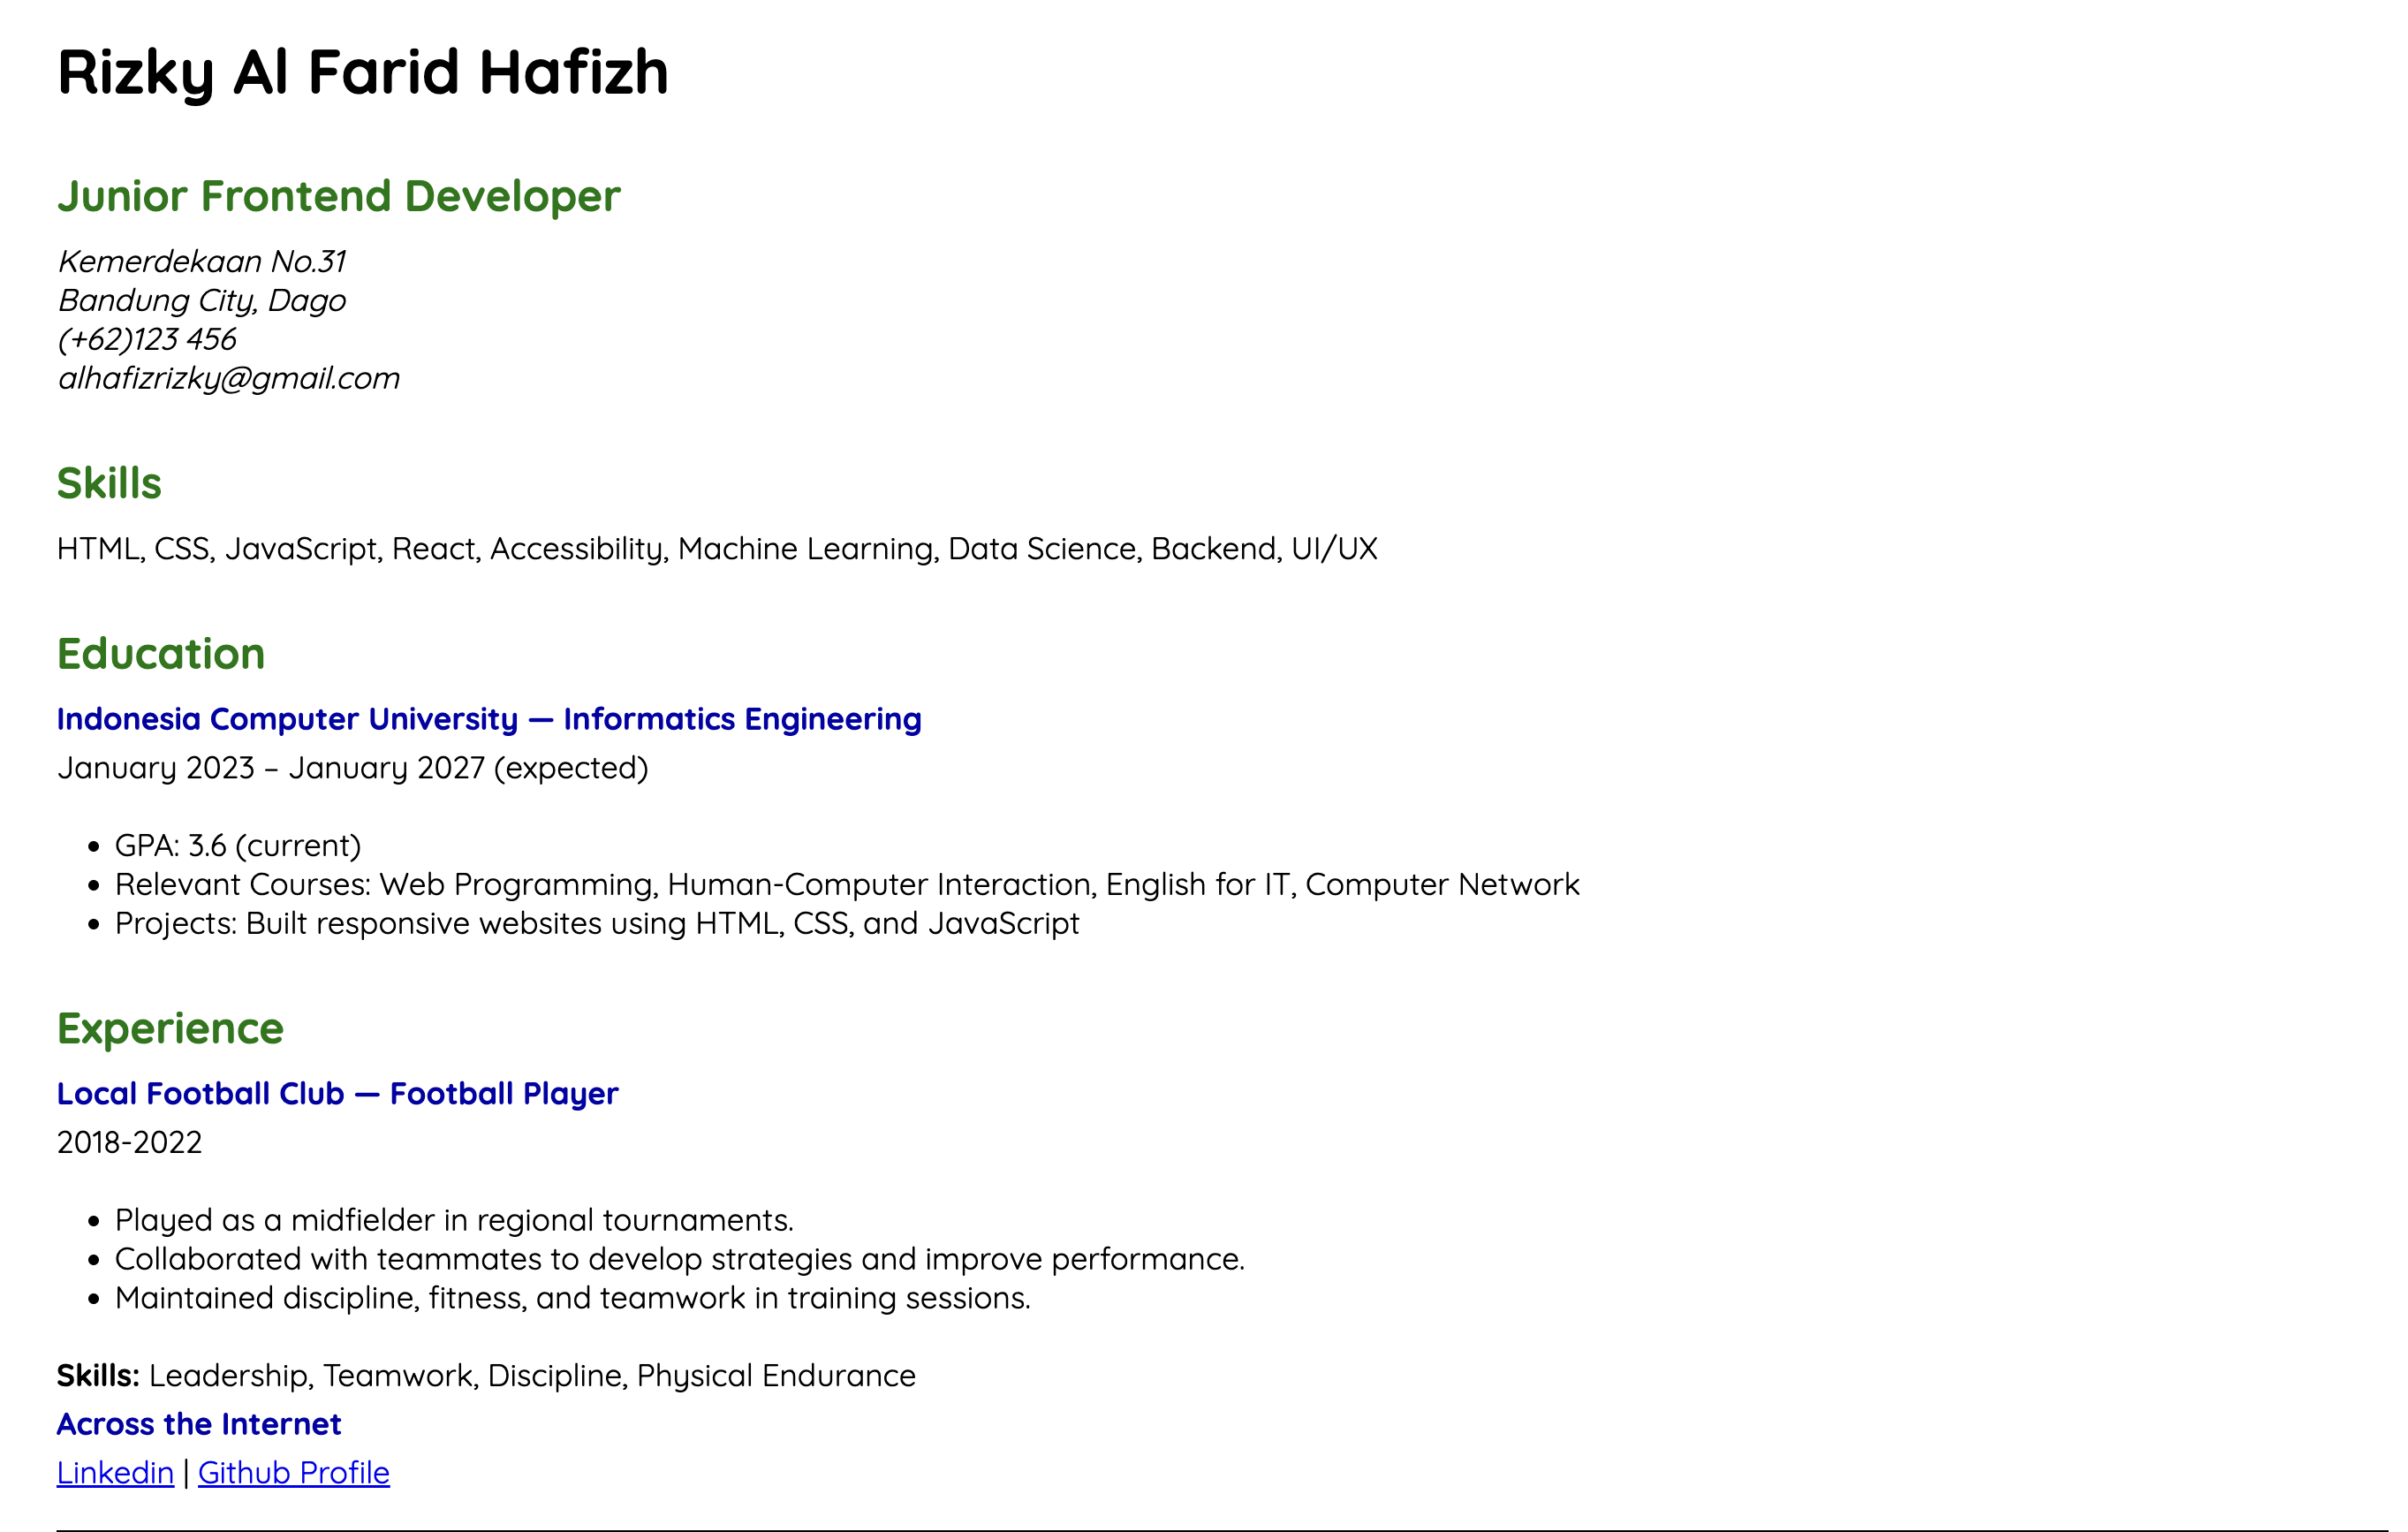 Rizky Al Farid Hafizh
Junior Frontend Developer
Kemerdekaan No.31
Bandung City, Dago
(+62)123 456
alhafizrizky@gmail.com
Skills
HTML, CSS, JavaScript, React, Accessibility, Machine Learning, Data Science, Backend, UI/UX
Education
Indonesia Computer University — Informatics Engineering
January 2023 – January 2027 (expected)
• GPA: 3.6 (current)
• Relevant Courses: Web Programming, Human-Computer Interaction, English for IT, Computer Network
• Projects: Built responsive websites using HTML, CSS, and JavaScript
Experience
Local Football Club — Football Player
2018-2022
• Played as a midfielder in regional tournaments.
• Collaborated with teammates to develop strategies and improve performance.
• Maintained discipline, fitness, and teamwork in training sessions.
Skills: Leadership, Teamwork, Discipline, Physical Endurance
Across the Internet
Linkedin | Github Profile